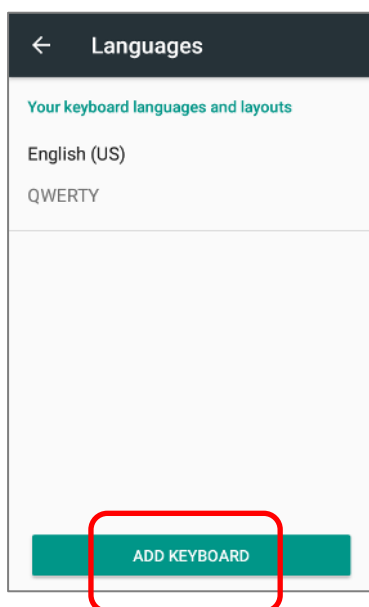 Languages
Your keyboard languages and layouts
English (US)
QWERTY
ADD KEYBOARD